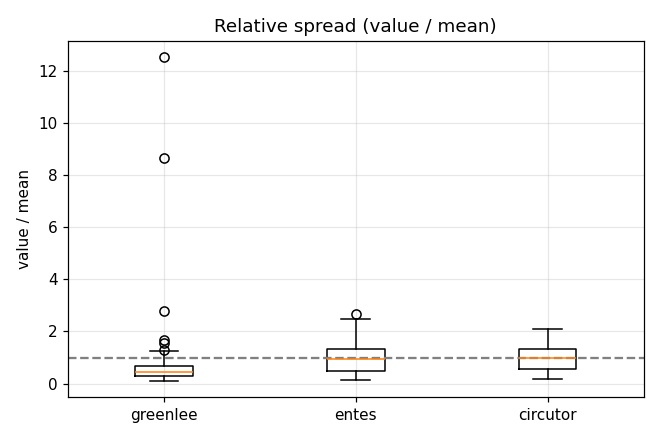 Relative spread (value / mean)
value / mean
12
10
8
6
4
2
0
greenlee entes circutor